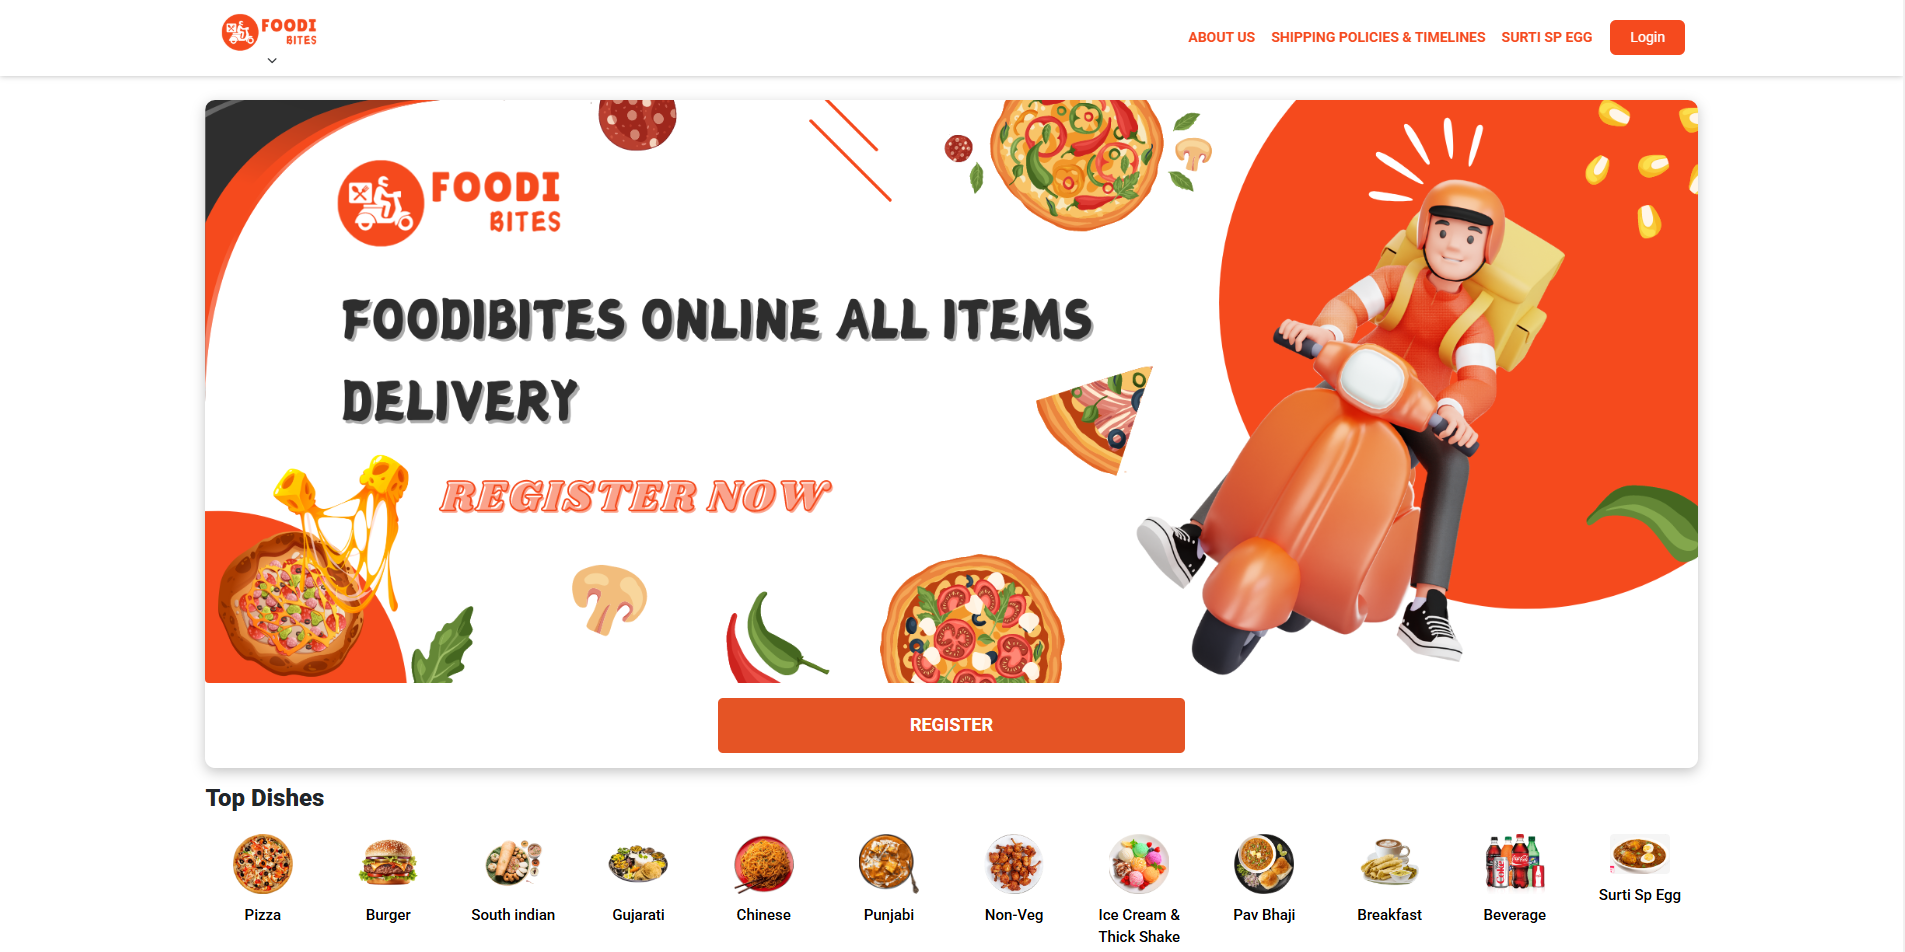 FOODI
BITES
ABOUT US
SHIPPING POLICIES & TIMELINES
SURTI SP EGG
Login
FOODI
BITES
FOODIBITES ONLINE ALL ITEMS
DELIVERY
REGISTER NOW
REGISTER
Top Dishes
Pizza
Burger
South indian
Gujarati
Chinese
Punjabi
Non-Veg
Ice Cream &
Thick Shake
Pav Bhaji
Breakfast
Beverage
Surti Sp Egg